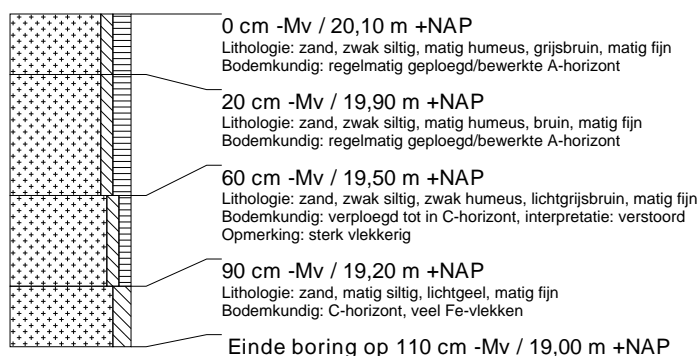 0 cm -Mv / 20,10 m +NAP
Lithologie: zand, zwak siltig, matig humeus, grijsbruin, matig fijn
Bodemkundig: regelmatig geploegd/bewerkte A-horizont
20 cm -Mv / 19,90 m +NAP
Lithologie: zand, zwak siltig, matig humeus, bruin, matig fijn
Bodemkundig: regelmatig geploegd/bewerkte A-horizont
60 cm -Mv / 19,50 m +NAP
Lithologie: zand, zwak siltig, zwak humeus, lichtgrijsbruin, matig fijn
Bodemkundig: verploegd tot in C-horizont, interpretatie: verstoord
Opmerking: sterk vlekkerig
90 cm -Mv / 19,20 m +NAP
Lithologie: zand, matig siltig, lichtgeel, matig fijn
Bodemkundig: C-horizont, veel Fe-vlekken
Einde boring op 110 cm -Mv / 19,00 m +NAP